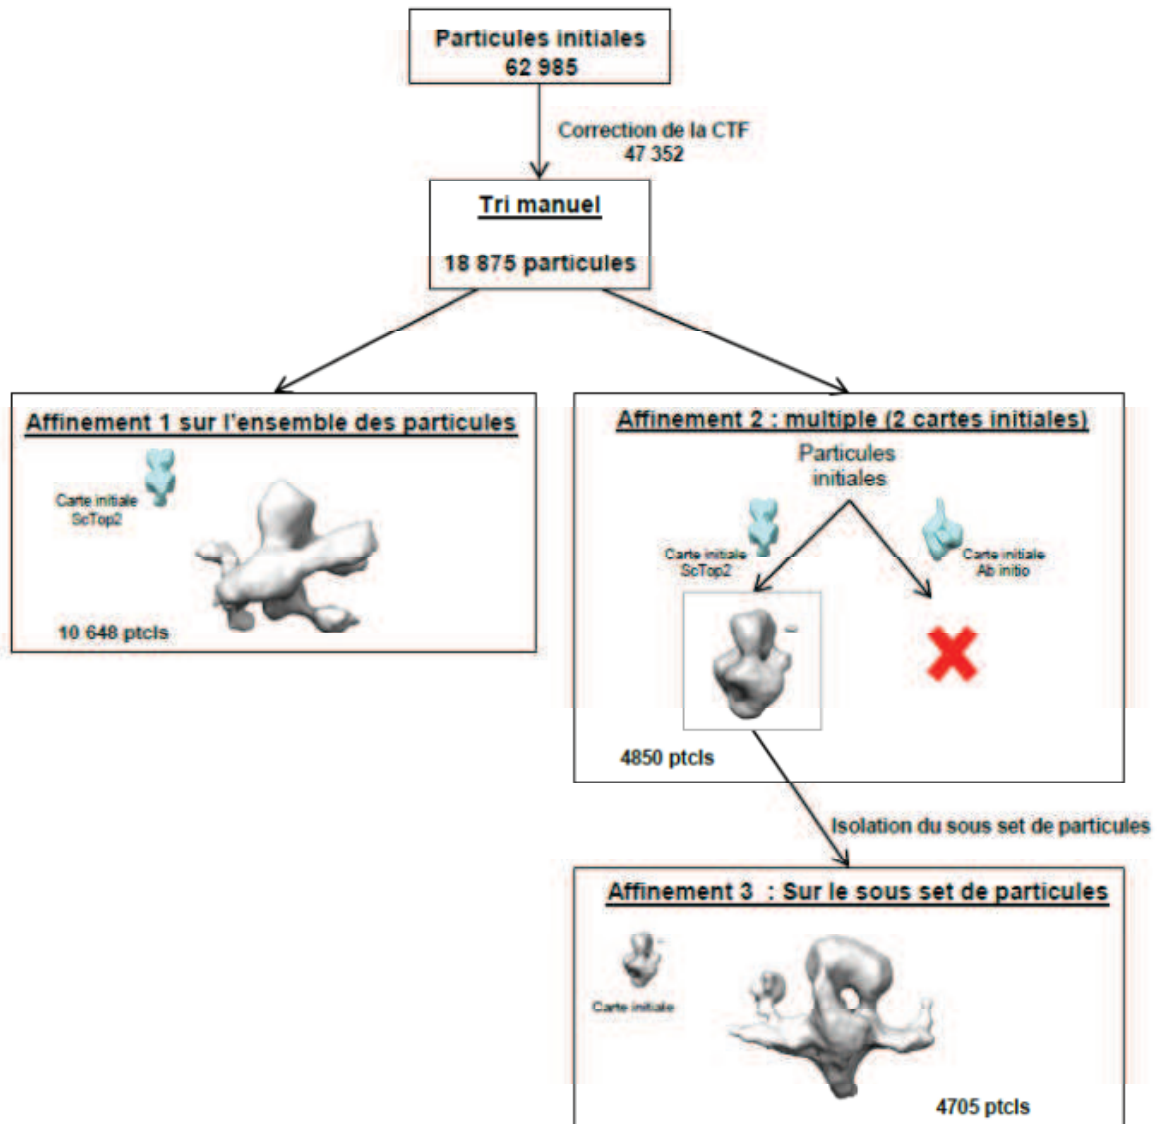 Particules initiales
62 985
Correction de la CTF
47 352
Tri manuel
18 875 particules
Affinement 1 sur l'ensemble des particules
Carte initiale
ScTop2
10 648 ptcls
Affinement 2 : multiple (2 cartes initiales)
Particules
initiales
Carte initiale
ScTop2
Carte initiale
Ab initio
4850 ptcls
Isolation du sous set de particules
Affinement 3 : Sur le sous set de particules
Carte initiale
4705 ptcls